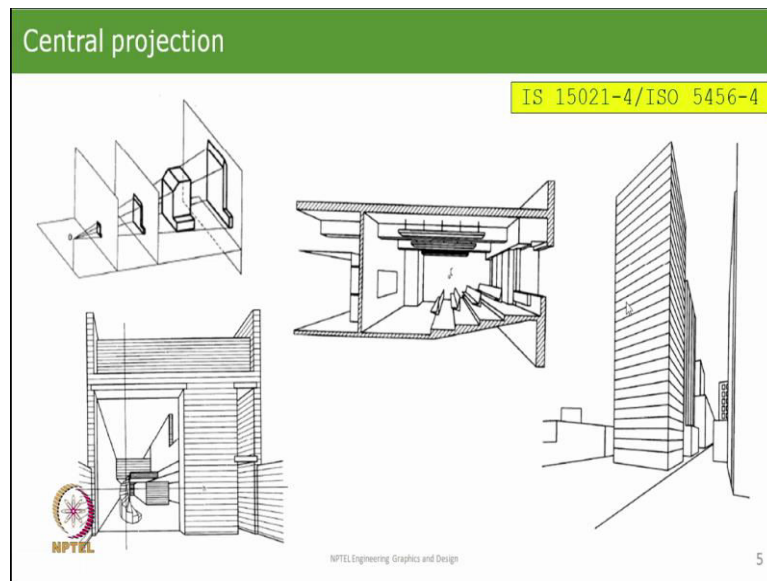 Central projection
IS 15021-4/ISO 5456-4
NPTEL
NPTEL Engineering Graphics and Design
5